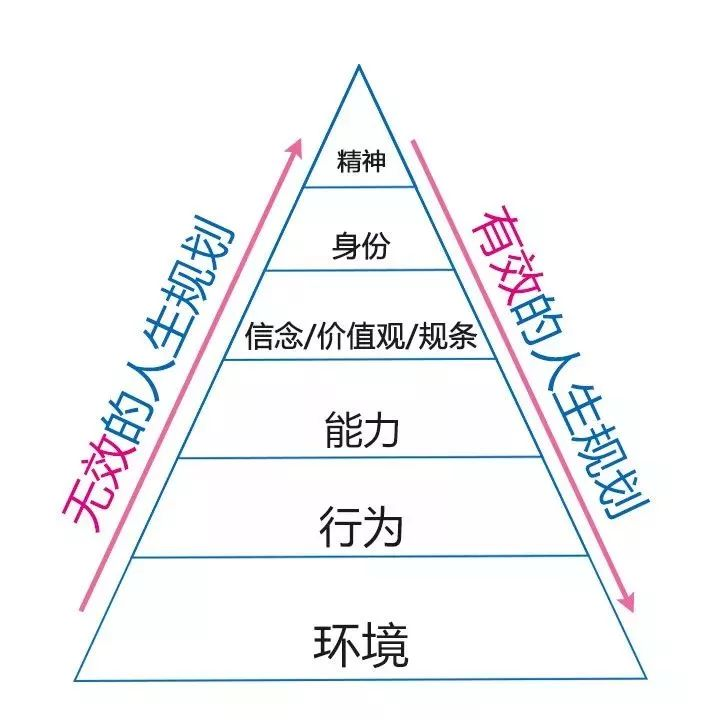 精神
身份
信念/价值观/规条
能力
行为
环境
无效的人生规划
有效的人生规划